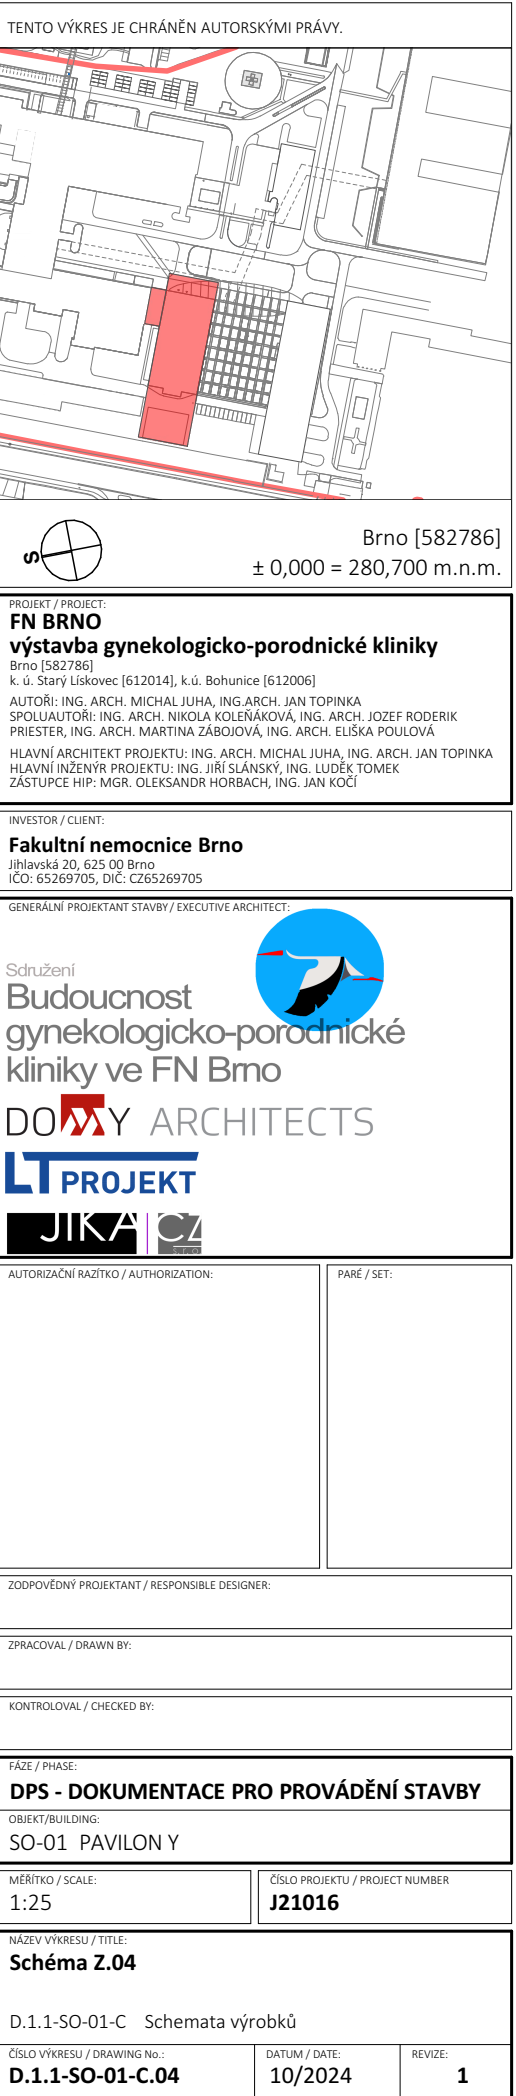 TENTO VÝKRES JE CHRÁNĚN AUTORSKÝMI PRÁVY.
S
Brno [582786]
± 0,000 = 280,700 m.n.m.
PROJEKT / PROJECT:
FN BRNO
výstavba gynekologicko-porodnické kliniky
Brno [582786]
k. ú. Starý Lískovec [612014], k.ú. Bohunice [612006]
AUTOŘI: ING. ARCH. MICHAL JUHA, ING.ARCH. JAN TOPINKA
SPOLUAUTOŘI: ING. ARCH. NIKOLA KOLEŇÁKOVÁ, ING. ARCH. JOZEF RODERIK
PRIESTER, ING. ARCH. MARTINA ZÁBOJOVÁ, ING. ARCH. ELIŠKA POULOVÁ
HLAVNÍ ARCHITEKT PROJEKTU: ING. ARCH. MICHAL JUHA, ING. ARCH. JAN TOPINKA
HLAVNÍ INŽENÝR PROJEKTU: ING. JIŘÍ SLÁNSKÝ, ING. LUDĚK TOMEK
ZÁSTUPCE HIP: MGR. OLEKSANDR HORBACH, ING. JAN KOČÍ
INVESTOR / CLIENT:
Fakultní nemocnice Brno
Jihlavská 20, 625 00 Brno
IČO: 65269705, DIČ: CZ65269705
GENERÁLNÍ PROJEKTANT STAVBY / EXECUTIVE ARCHITECT:
Sdružení
Budoucnost
gynekologicko-porodnické
kliniky ve FN Brno
DOMY ARCHITECTS
LT PROJEKT
JIKA CZ
s.r.o.
AUTORIZAČNÍ RAZÍTKO / AUTHORIZATION:
PARÉ / SET:
ZODPOVĚDNÝ PROJEKTANT / RESPONSIBLE DESIGNER:
ZPRACOVAL / DRAWN BY:
KONTROLOVAL / CHECKED BY:
FÁZE / PHASE:
DPS - DOKUMENTACE PRO PROVÁDĚNÍ STAVBY
OBJEKT/BUILDING:
SO-01 PAVILON Y
MĚŘÍTKO / SCALE:
1:25
ČÍSLO PROJEKTU / PROJECT NUMBER
J21016
NÁZEV VÝKRESU / TITLE:
Schéma Z.04
D.1.1-SO-01-C Schemata výrobků
ČÍSLO VÝKRESU / DRAWING No.:
D.1.1-SO-01-C.04
DATUM / DATE:
10/2024
REVIZE:
1